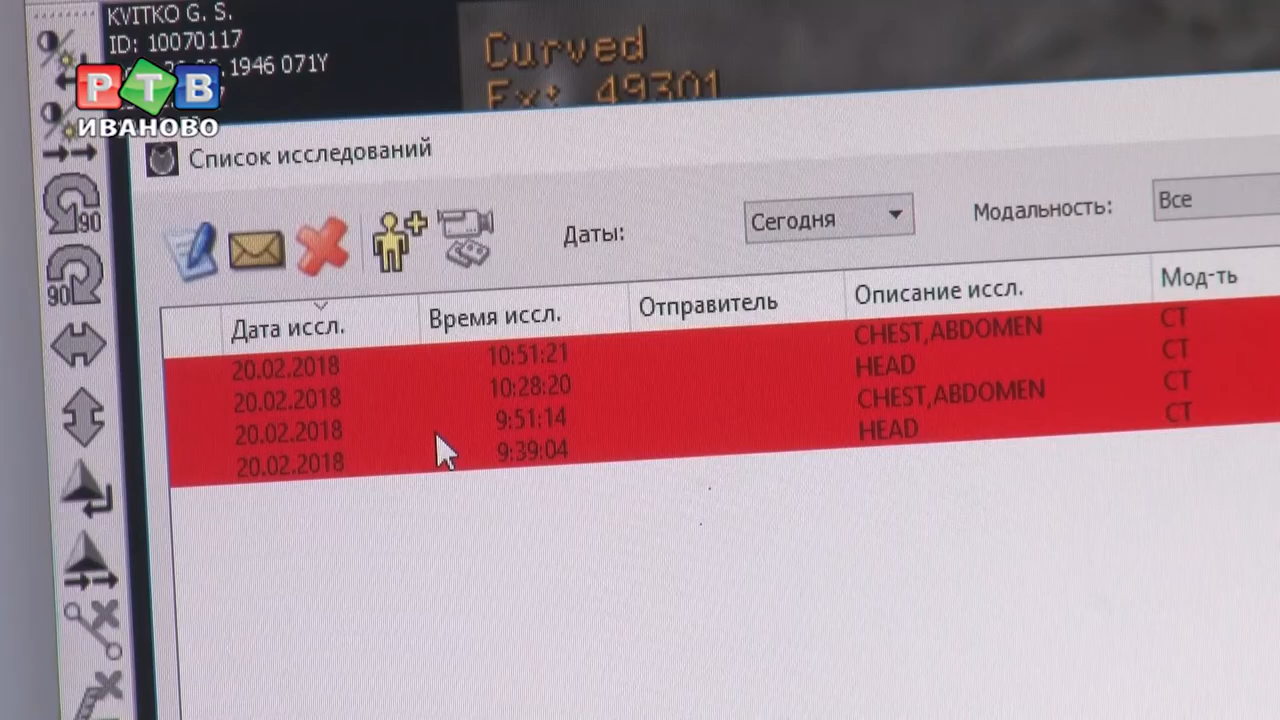 KVITKO G. S.
ID: 10070117
1946 071Y
Curved
Ex: 49301
РТВ
ИВАНОВО
Список исследований
90
90
Даты: Сегодня Модальность: Все
Дата иссл. Время иссл. Отправитель Описание иссл. Мод-ть
20.02.2018 10:51:21 CHEST,ABDOMEN CT
20.02.2018 10:28:20 HEAD CT
20.02.2018 9:51:14 CHEST,ABDOMEN CT
20.02.2018 9:39:04 HEAD CT